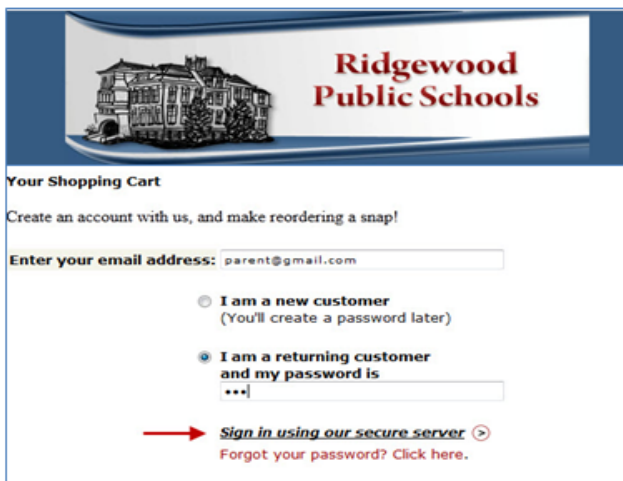 Ridgewood
Public Schools
Your Shopping Cart
Create an account with us, and make reordering a snap!
Enter your email address: parent@gmail.com
I am a new customer
(You'll create a password later)
I am a returning customer
and my password is
•••
Sign in using our secure server >
Forgot your password? Click here.